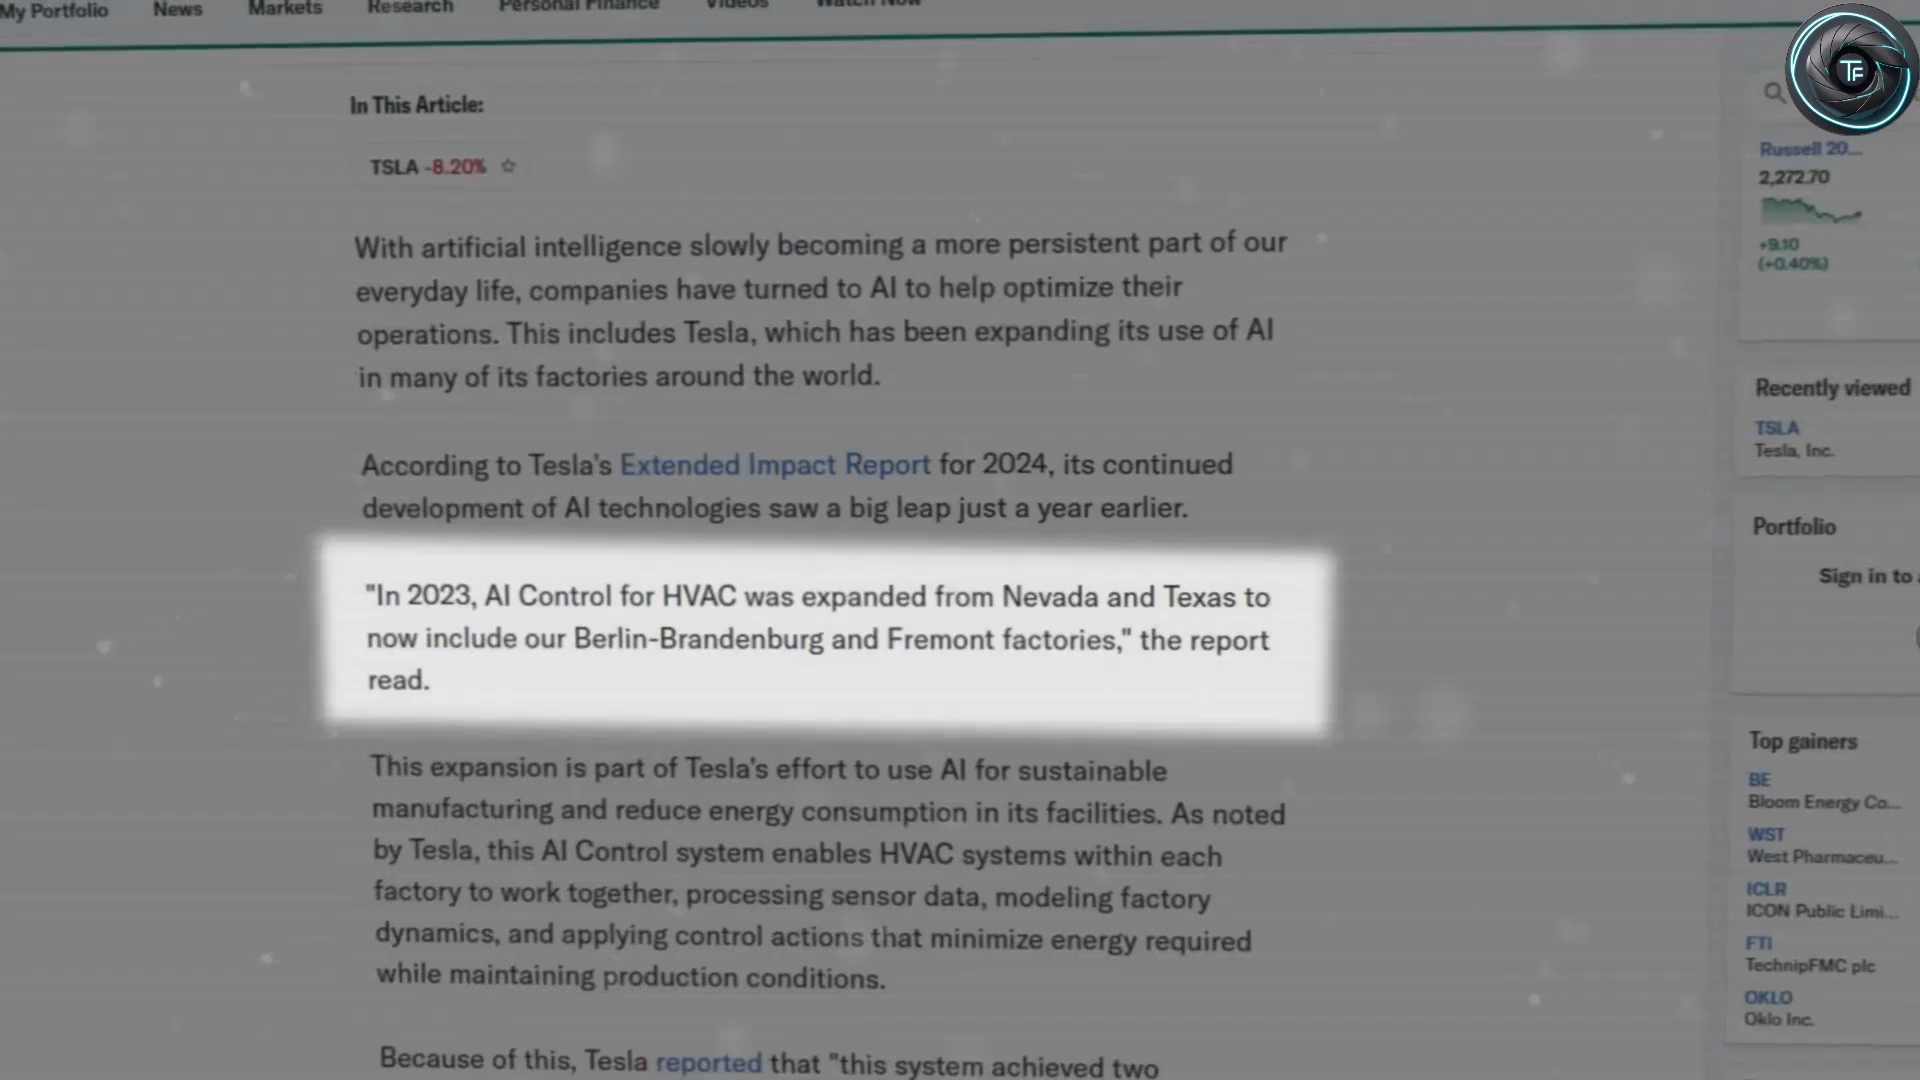 My Portfolio News Markets Research Personal Finance Videos Watch Now
TF
In This Article:
TSLA -8.20%
With artificial intelligence slowly becoming a more persistent part of our
everyday life, companies have turned to AI to help optimize their
operations. This includes Tesla, which has been expanding its use of AI
in many of its factories around the world.
According to Tesla's Extended Impact Report for 2024, its continued
development of AI technologies saw a big leap just a year earlier.
"In 2023, AI Control for HVAC was expanded from Nevada and Texas to
now include our Berlin-Brandenburg and Fremont factories," the report
read.
This expansion is part of Tesla's effort to use AI for sustainable
manufacturing and reduce energy consumption in its facilities. As noted
by Tesla, this AI Control system enables HVAC systems within each
factory to work together, processing sensor data, modeling factory
dynamics, and applying control actions that minimize energy required
while maintaining production conditions.
Because of this, Tesla reported that "this system achieved two
Russell 20...
2,272.70
+9.10
(+0.40%)
Recently viewed
TSLA
Tesla, Inc.
Portfolio
Sign in to
Top gainers
BE
Bloom Energy Co...
WST
West Pharmaceu...
ICLR
ICON Public Limi...
FTI
TechnipFMC plc
OKLO
Oklo Inc.